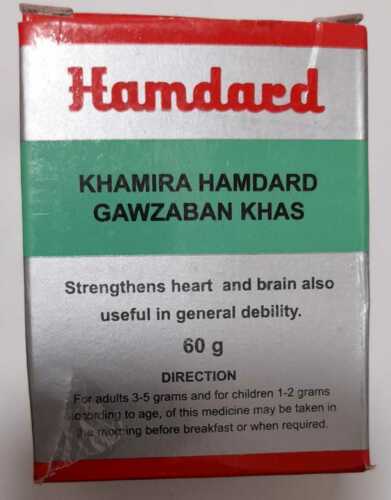 Hamdard
KHAMIRA HAMDARD
GAWZABAN KHAS
Strengthens heart and brain also
useful in general debility.
60 g
DIRECTION
For adults 3-5 grams and for children 1-2 grams
according to age, of this medicine may be taken in
the morning before breakfast or when required.